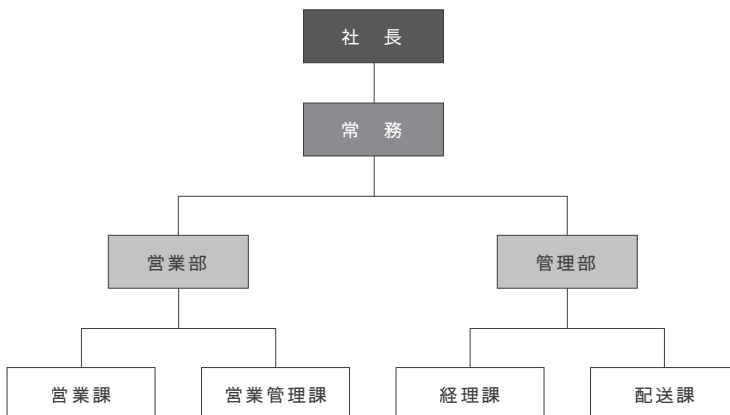 社　長
常　務
営業部
管理部
営業課
営業管理課
経理課
配送課